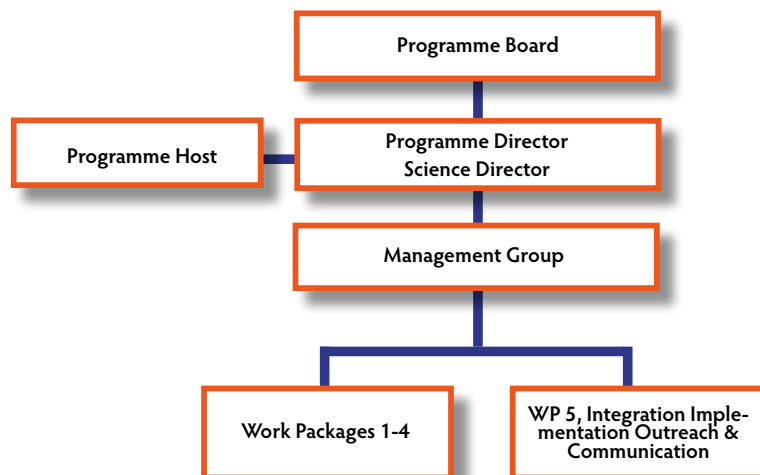 Programme Board
Programme Host
Programme Director
Science Director
Management Group
Work Packages 1-4
WP 5, Integration Imple-
mentation Outreach &
Communication